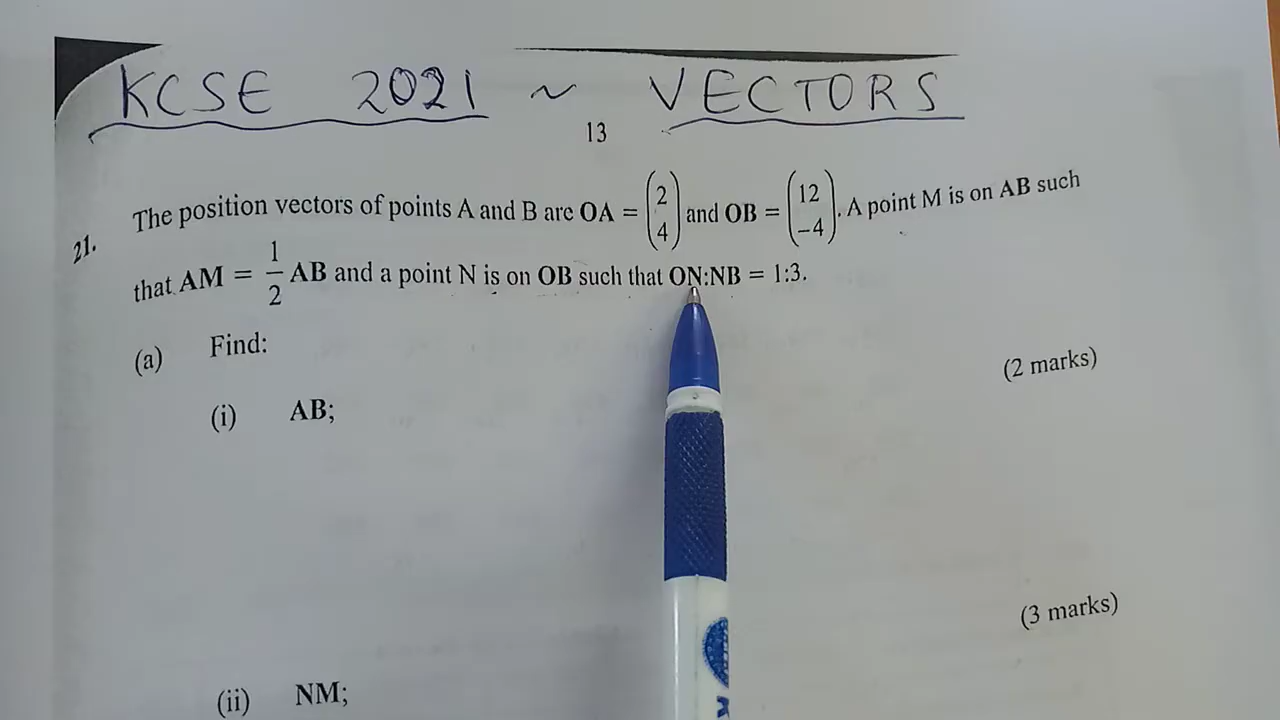 KCSE 2021 ~ VECTORS
13
21. The position vectors of points A and B are OA = (2 4) and OB = (12 -4). A point M is on AB such
that AM = 1/2 AB and a point N is on OB such that ON:NB = 1:3.
(a) Find:
(i) AB; (2 marks)
(3 marks)
(ii) NM;